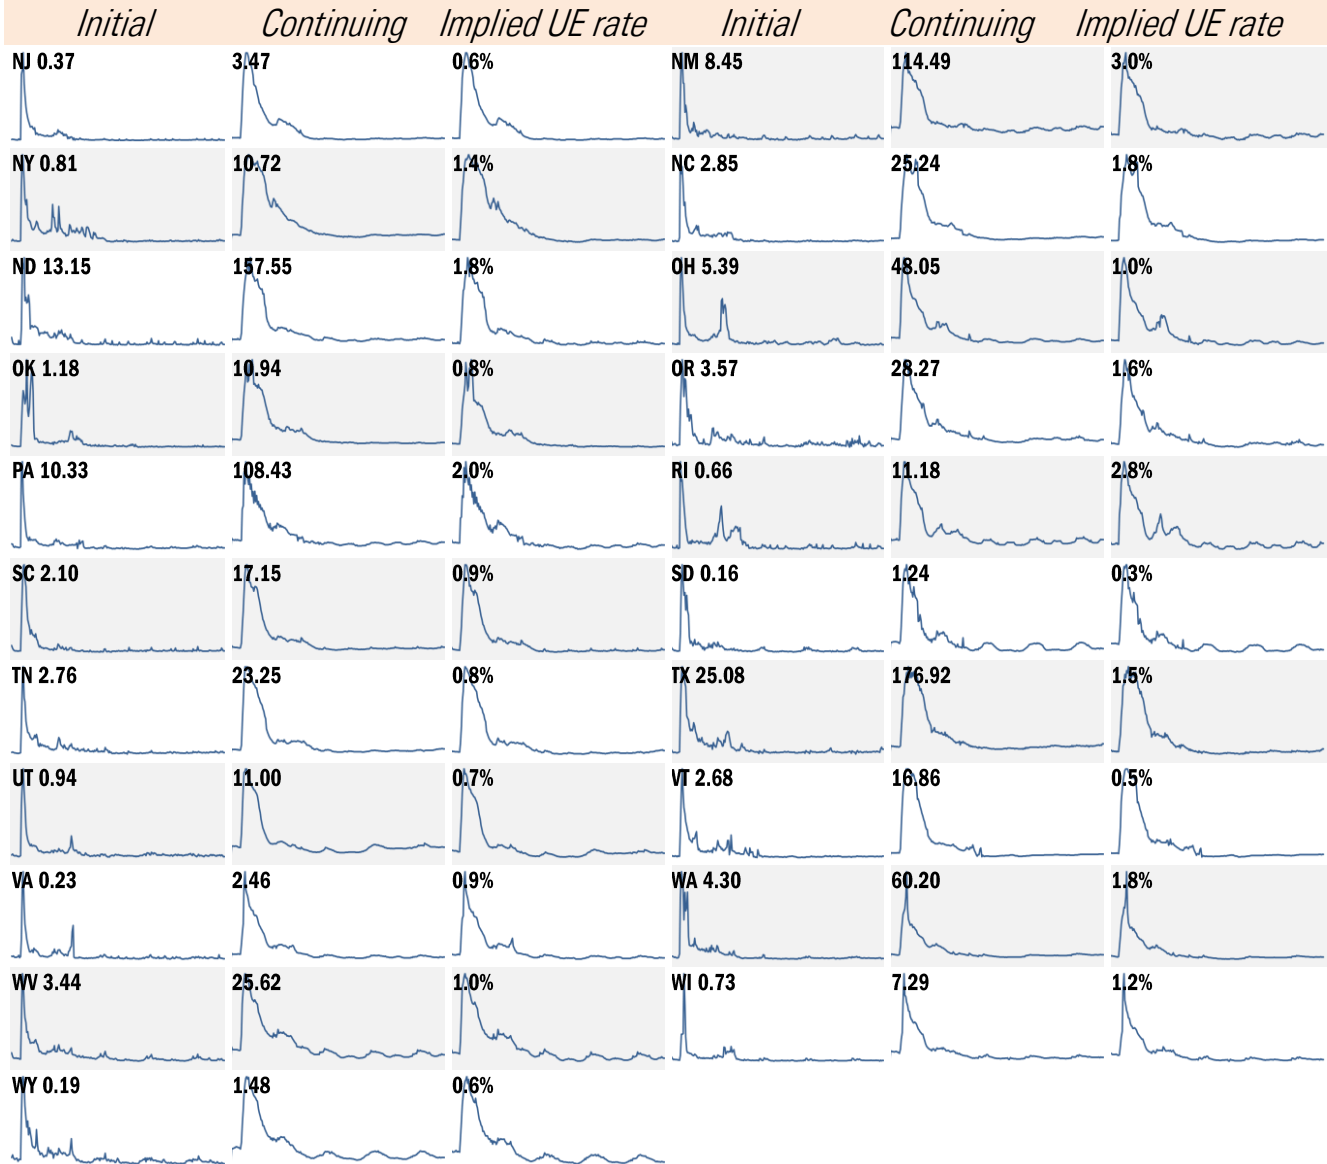 Initial Continuing Implied UE rate Initial Continuing Implied UE rate
NJ 0.37 3.47 0.6% NM 8.45 114.49 3.0%
NY 0.81 10.72 1.4% NC 2.85 25.24 1.8%
ND 13.15 157.55 1.8% OH 5.39 48.05 1.0%
OK 1.18 10.94 0.8% OR 3.57 28.27 1.6%
PA 10.33 108.43 2.0% RI 0.66 11.18 2.8%
SC 2.10 17.15 0.9% SD 0.16 1.24 0.3%
TN 2.76 23.25 0.8% TX 25.08 176.92 1.5%
UT 0.94 11.00 0.7% VT 2.68 16.86 0.5%
VA 0.23 2.46 0.9% WA 4.30 60.20 1.8%
WV 3.44 25.62 1.0% WI 0.73 7.29 1.2%
WY 0.19 1.48 0.6%